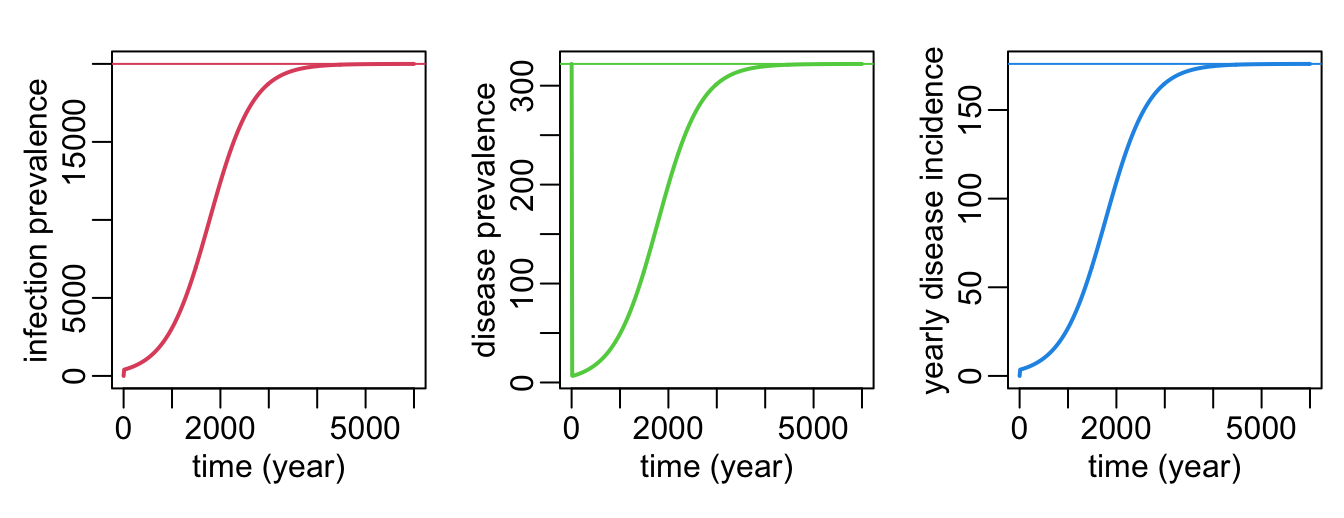 infection prevalence
0 5000 15000
0 2000 5000
time (year)
disease prevalence
0 100 200 300
0 2000 5000
time (year)
yearly disease incidence
0 50 100 150
0 2000 5000
time (year)